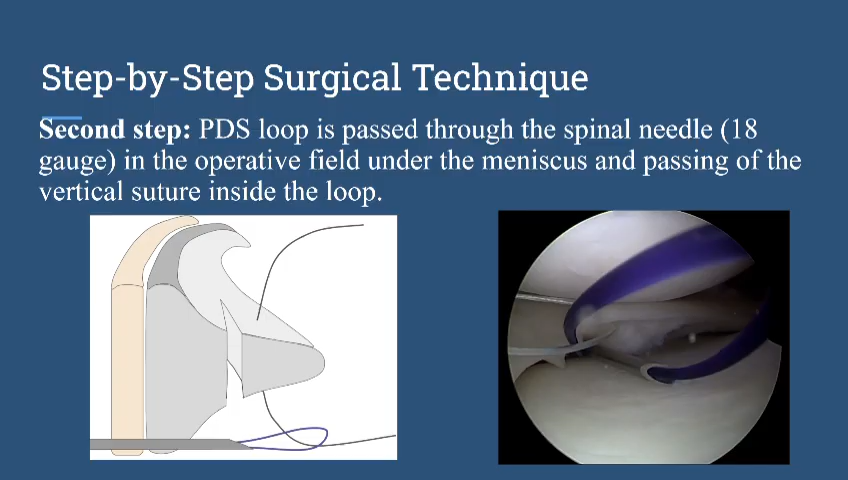 Step-by-Step Surgical Technique
Second step: PDS loop is passed through the spinal needle (18
gauge) in the operative field under the meniscus and passing of the
vertical suture inside the loop.